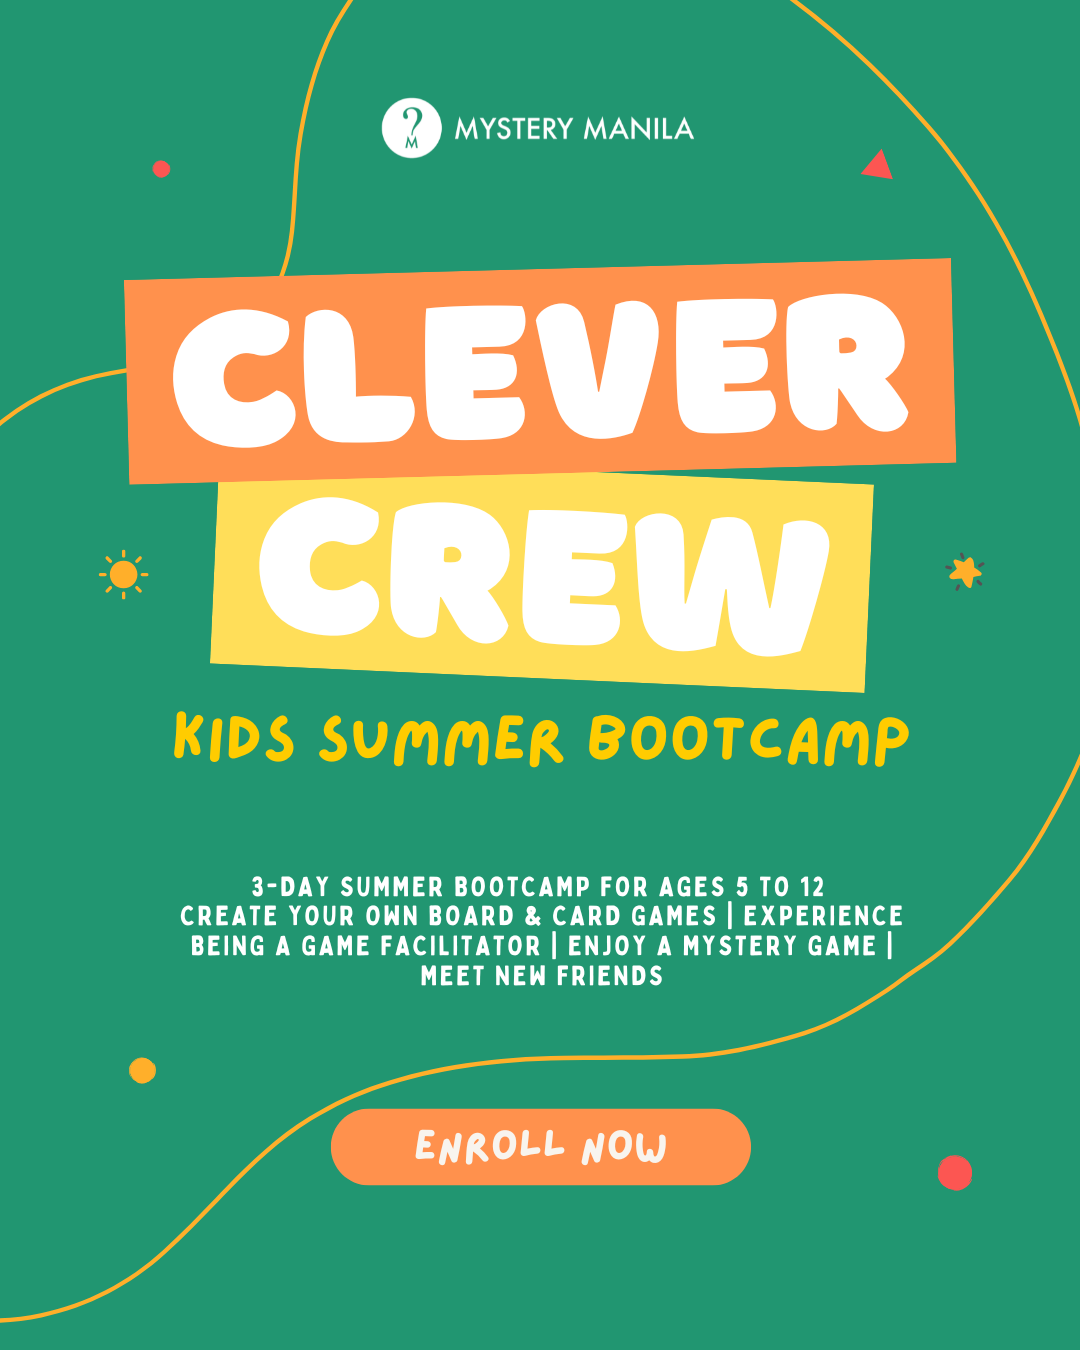 ?
M
MYSTERY MANILA
CLEVER
CREW
KIDS SUMMER BOOTCAMP
3-DAY SUMMER BOOTCAMP FOR AGES 5 TO 12
CREATE YOUR OWN BOARD & CARD GAMES | EXPERIENCE
BEING A GAME FACILITATOR | ENJOY A MYSTERY GAME |
MEET NEW FRIENDS
ENROLL NOW